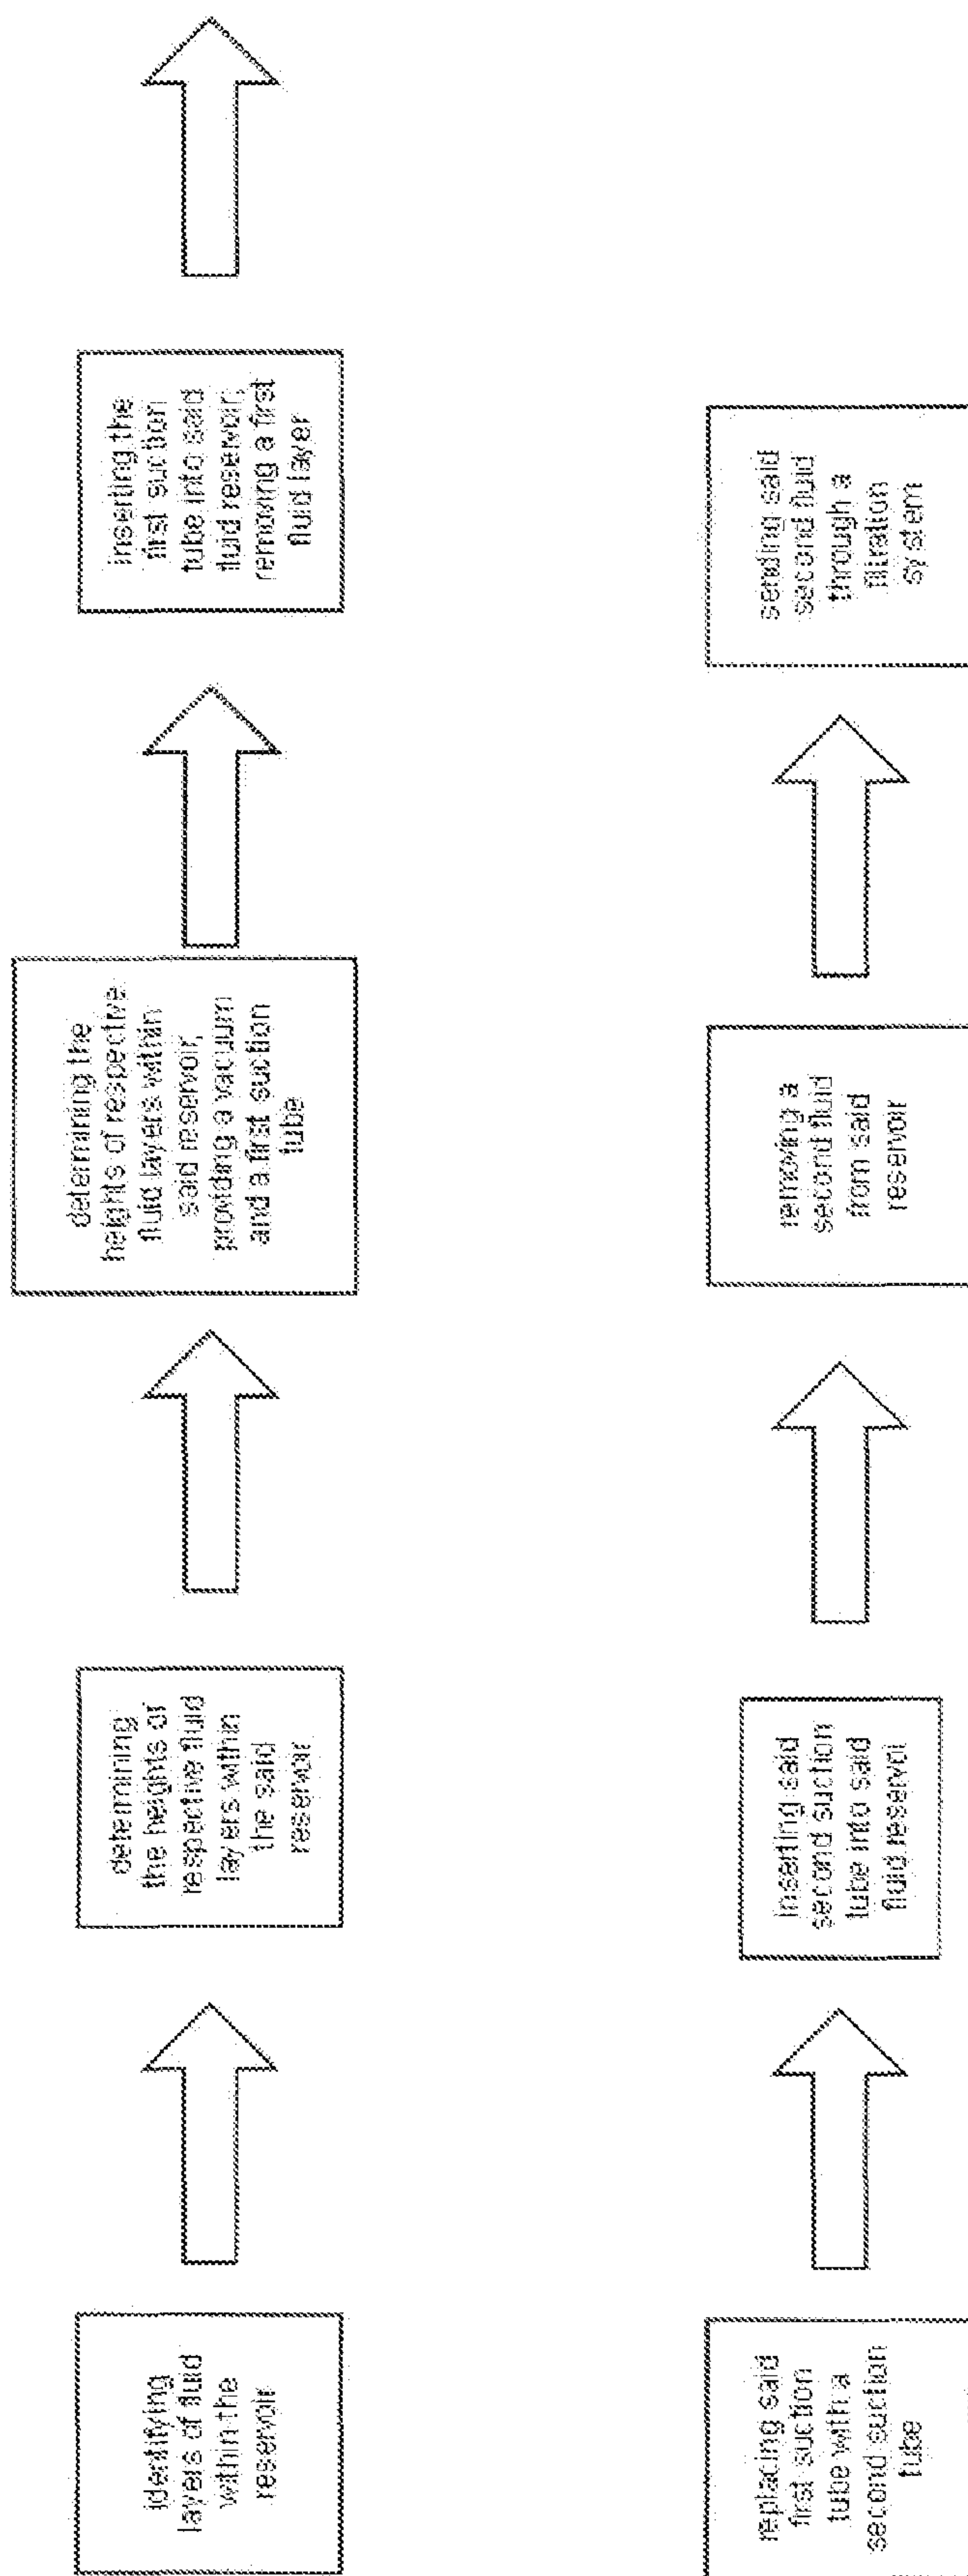 identifying
layers of fluid
within the
reservoir
determining
the heights or
respective fluid
layers within
the said
reservoir
determining the
heights of respective
fluid layers within
said reservoir,
providing a vacuum
and a first suction
tube
inserting the
first suction
tube into said
fluid reservoir,
removing a first
fluid layer
replacing said
first suction
tube with a
second suction
tube
inserting said
second suction
tube into said
fluid reservoi
removing a
second fluid
from said
reservoir
sending said
second fluid
through a
filtration
system